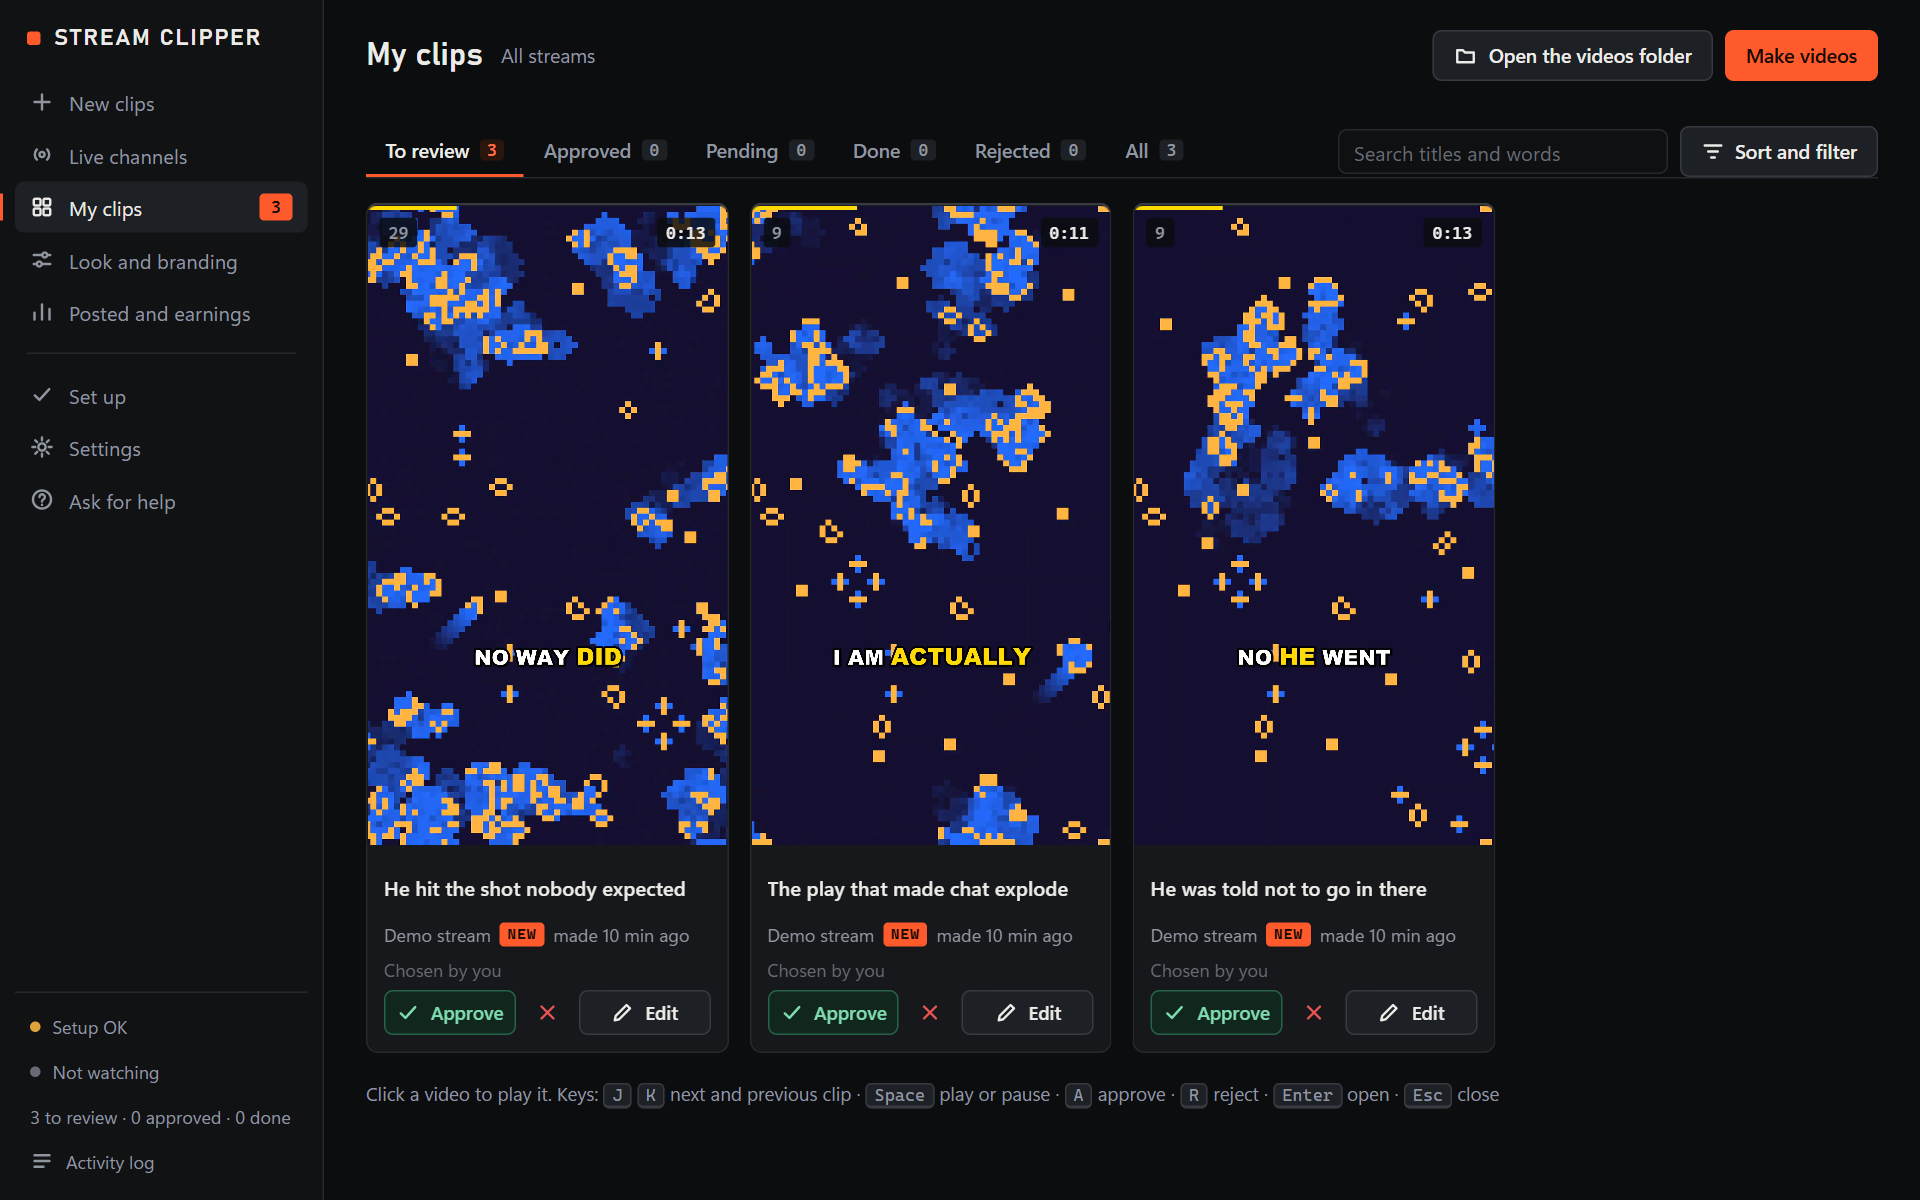 STREAM CLIPPER
New clips
Live channels
My clips 3
Look and branding
Posted and earnings
Set up
Settings
Ask for help
Setup OK
Not watching
3 to review · 0 approved · 0 done
Activity log
My clips All streams
Open the videos folder
Make videos
To review 3
Approved 0
Pending 0
Done 0
Rejected 0
All 3
Search titles and words
Sort and filter
29 0:13
NO WAY DID
He hit the shot nobody expected
Demo stream NEW made 10 min ago
Chosen by you
Approve
Edit
9 0:11
I AM ACTUALLY
The play that made chat explode
Demo stream NEW made 10 min ago
Chosen by you
Approve
Edit
9 0:13
NO HE WENT
He was told not to go in there
Demo stream NEW made 10 min ago
Chosen by you
Approve
Edit
Click a video to play it. Keys: J K next and previous clip · Space play or pause · A approve · R reject · Enter open · Esc close